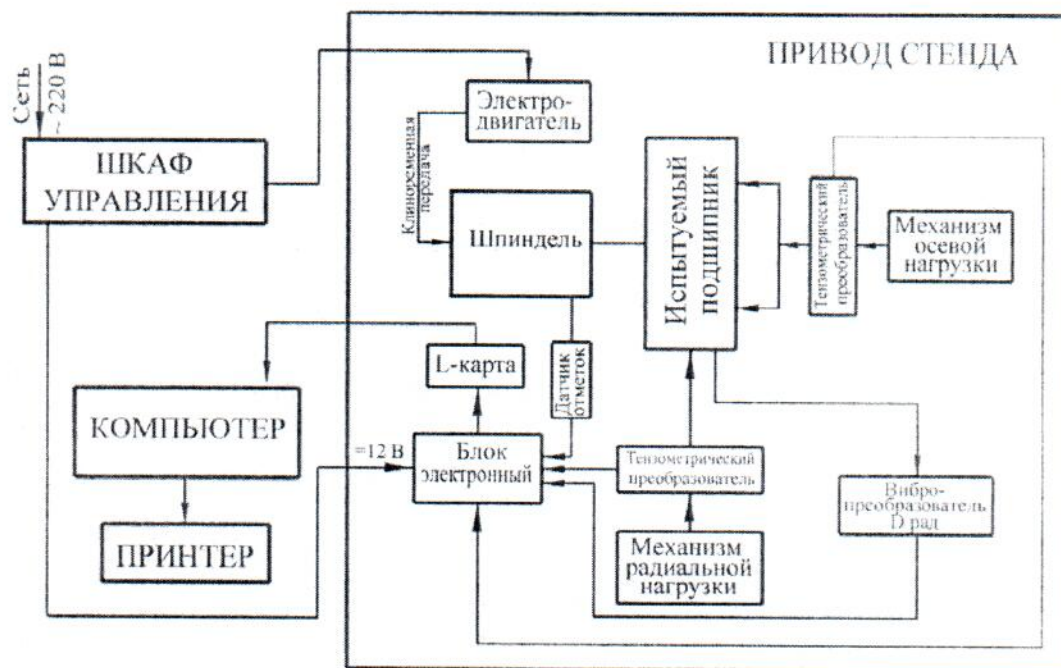 ПРИВОД СТЕНДА
Сеть
~ 220 В
ШКАФ
УПРАВЛЕНИЯ
Электро-
двигатель
Клиноременная
передача
Шпиндель
Испытуемый
подшипник
Тензометрический
преобразователь
Механизм
осевой
нагрузки
L-карта
Датчик
отметок
КОМПЬЮТЕР
=12 В
Блок
электронный
Тензометрический
преобразователь
Вибро-
преобразователь
D рад
ПРИНТЕР
Механизм
радиальной
нагрузки